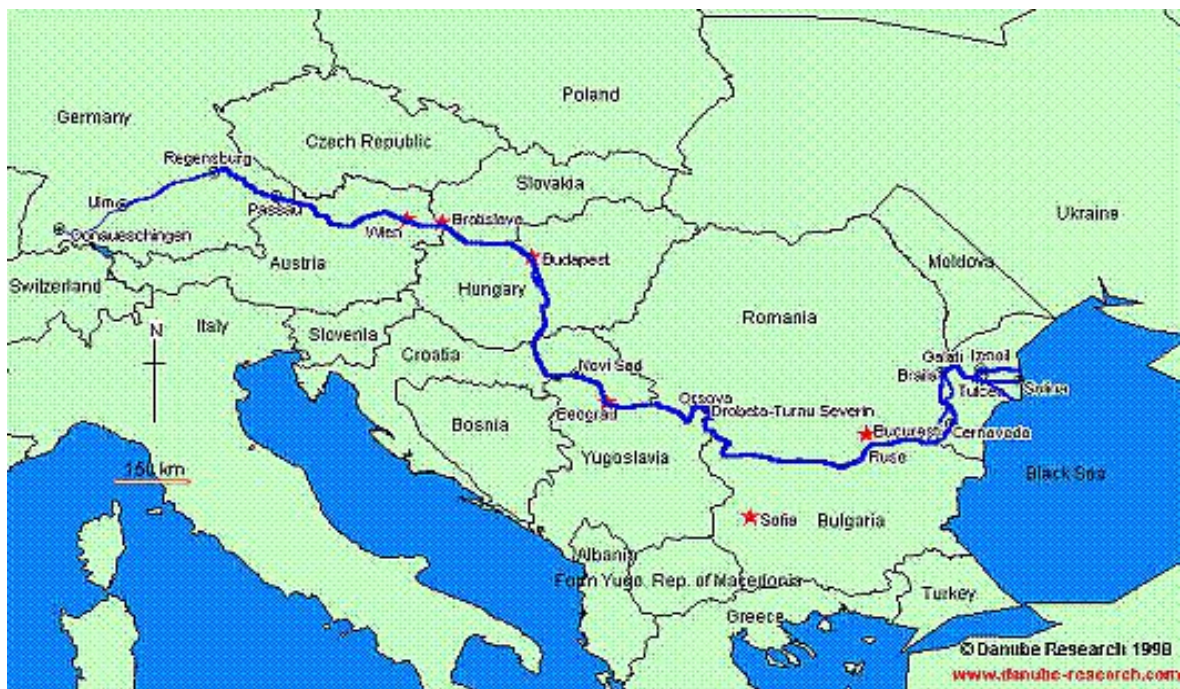 Poland
Germany
Czech Republic
Regensburg
Slovakia
Ulm
Passau
Ukraine
Donaueschingen
Wien
Bratislava
Budapest
Moldova
Austria
Switzerland
Hungary
Romania
Italy
N
Slovenia
Croatia
Novi Sad
Galati
Izmail
Braila
Tulcea
Sulina
Orsova
Beograd
Drobeta-Turnu Severin
Bosnia
Bucuresti
Cernavoda
Yugoslavia
Ruse
150 km
Black Sea
Sofia
Bulgaria
Albania
Form Yugo. Rep. of Macedonia
Turkey
Greece
© Danube Research 1998
www.danube-research.com